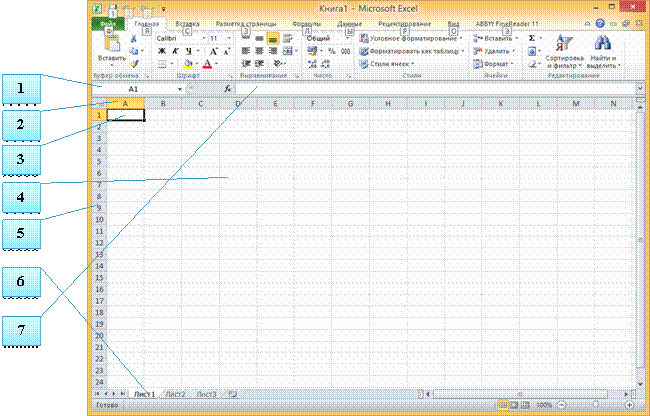 Книга1 - Microsoft Excel
1
Файл Главная Вставка Разметка страницы Формулы Данные Рецензирование Вид ABBYY FineReader 11
Я С З Л Ы Р О
Вставить
Calibri 11
Ж К Ч
Общий
Условное форматирование
Форматировать как таблицу
Стили ячеек
Вставить
Удалить
Формат
Σ
Сортировка и фильтр
Найти и выделить
Буфер обмена Шрифт Выравнивание Число Стили Ячейки Редактирование
A1 fx
A B C D E F G H I J K L M N
1
2
3
4
5
6
7
8
9
10
11
12
13
14
15
16
17
18
19
20
21
22
23
24
Лист1 Лист2 Лист3
Готово 100%
1
2
3
4
5
6
7